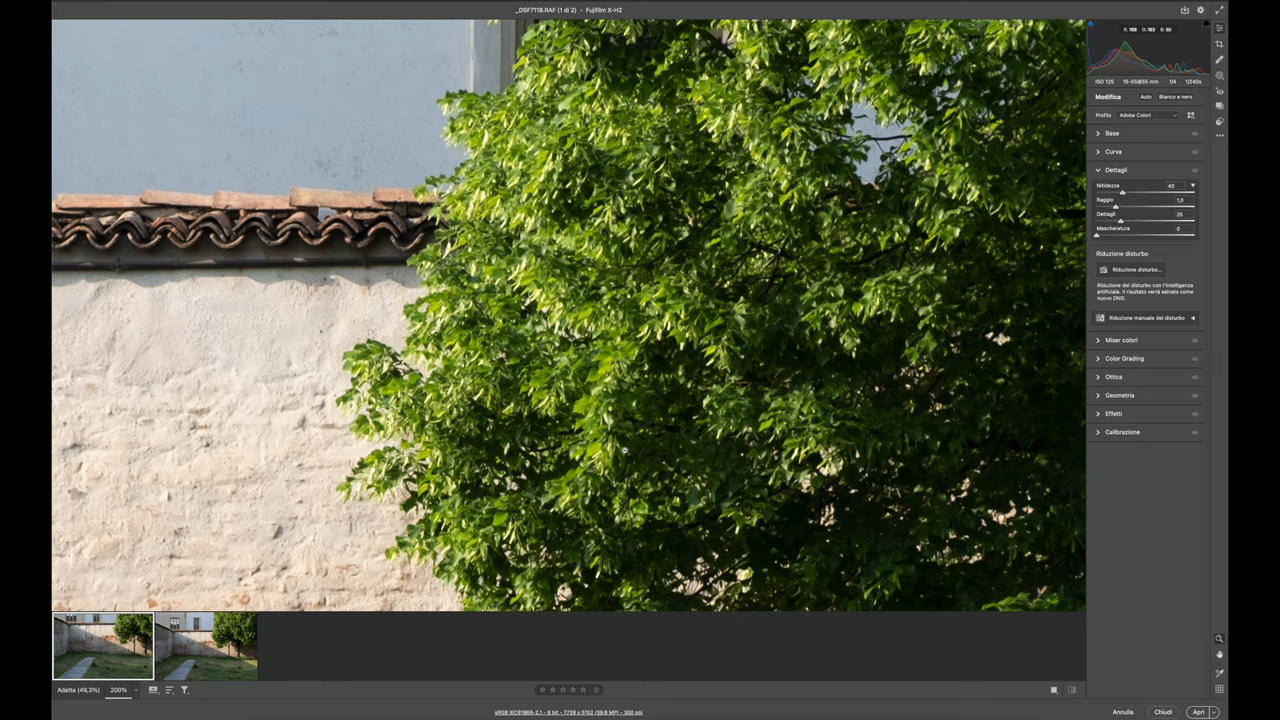 _DSF7118.RAF (1 di 2) - Fujifilm X-H2
R: 168 G: 183 B: 50
ISO 125 16-55@55 mm f/4 1/240s
Modifica Auto Bianco e nero
Profilo Adobe Colori
Base
Curva
Dettagli
Nitidezza 40
Raggio 1,0
Dettagli 25
Mascheratura 0
Riduzione disturbo
Riduzione disturbo...
Riduzione del disturbo con l'intelligenza
artificiale. Il risultato verrà salvato come
nuovo DNG.
Riduzione manuale del disturbo
Mixer colori
Color Grading
Ottica
Geometria
Effetti
Calibrazione
Adatta (49,3%) 200%
sRGB IEC61966-2.1 - 8 bit - 7728 x 5152 (39,8 MP) - 300 ppi
Annulla Chiudi Apri